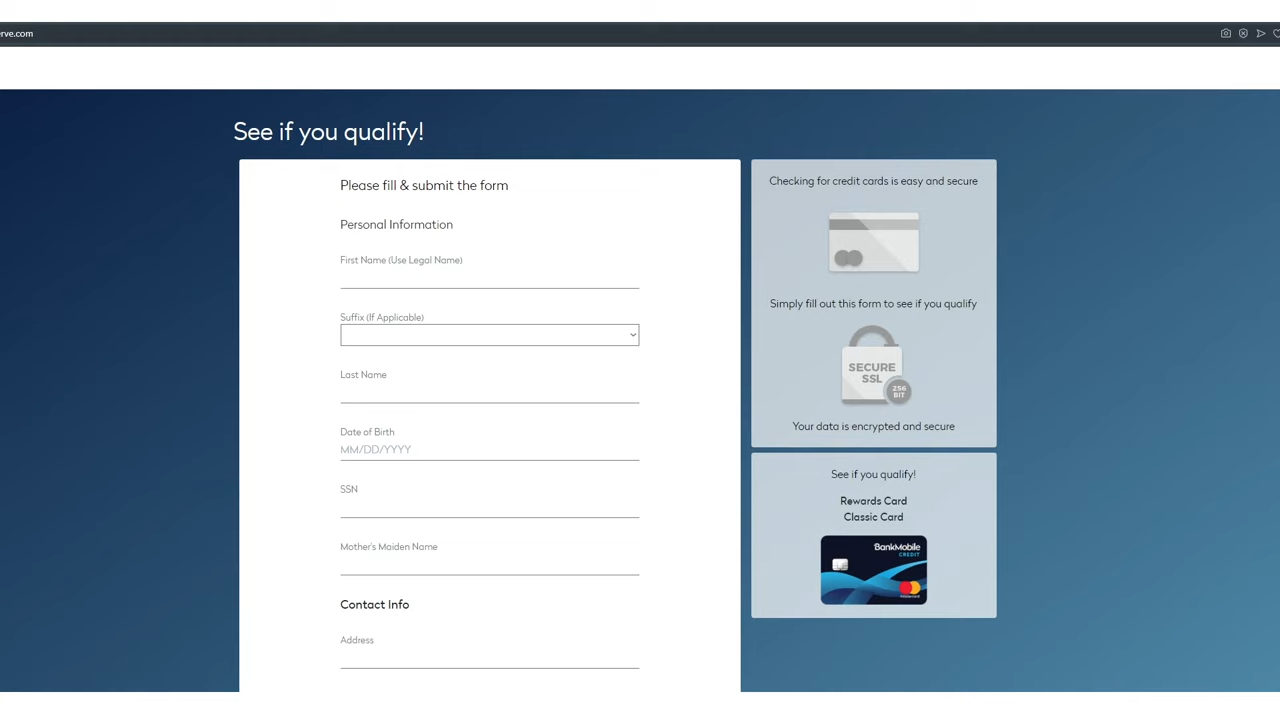 erve.com
See if you qualify!
Please fill & submit the form
Personal Information
First Name (Use Legal Name)
Suffix (If Applicable)
Last Name
Date of Birth
MM/DD/YYYY
SSN
Mother's Maiden Name
Contact Info
Address
Checking for credit cards is easy and secure
Simply fill out this form to see if you qualify
SECURE
SSL
256
BIT
Your data is encrypted and secure
See if you qualify!
Rewards Card
Classic Card
BankMobile
CREDIT